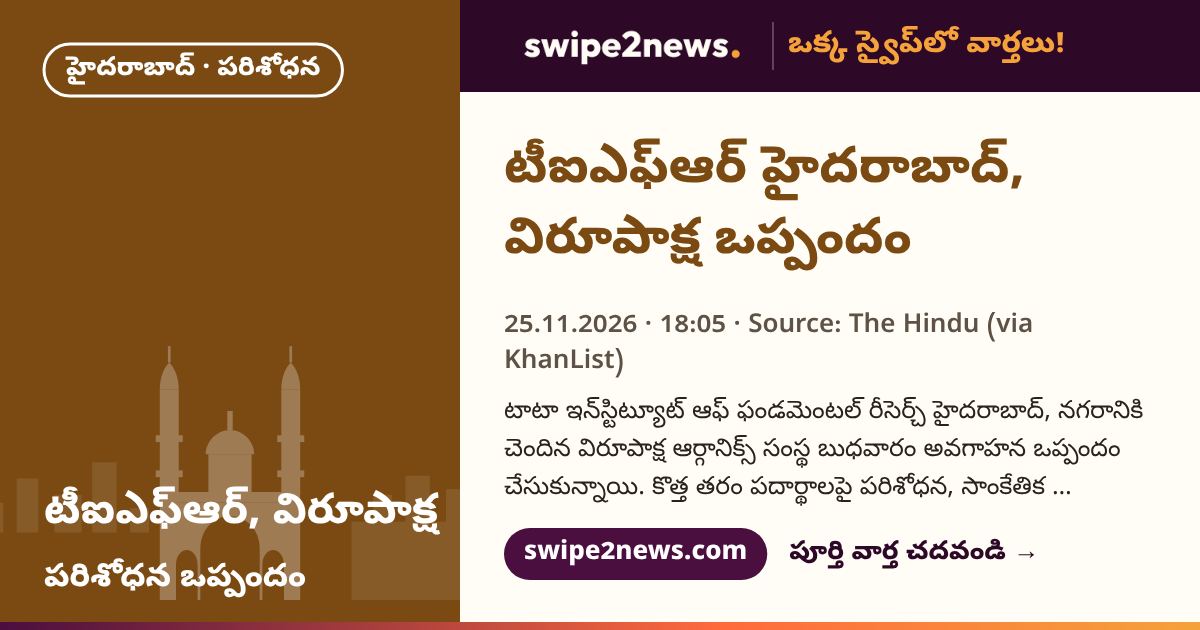 హైదరాబాద్ · పరిశోధన
టీఐఎఫ్ఆర్, విరూపాక్ష
పరిశోధన ఒప్పందం
swipe2news.
ఒక్క స్వైప్‌లో వార్తలు!
టీఐఎఫ్ఆర్ హైదరాబాద్,
విరూపాక్ష ఒప్పందం
25.11.2026 · 18:05 · Source: The Hindu (via
KhanList)
టాటా ఇన్‌స్టిట్యూట్ ఆఫ్ ఫండమెంటల్ రీసెర్చ్ హైదరాబాద్, నగరానికి
చెందిన విరూపాక్ష ఆర్గానిక్స్ సంస్థ బుధవారం అవగాహన ఒప్పందం
చేసుకున్నాయి. కొత్త తరం పదార్థాలపై పరిశోధన, సాంకేతిక ...
swipe2news.com
పూర్తి వార్త చదవండి →